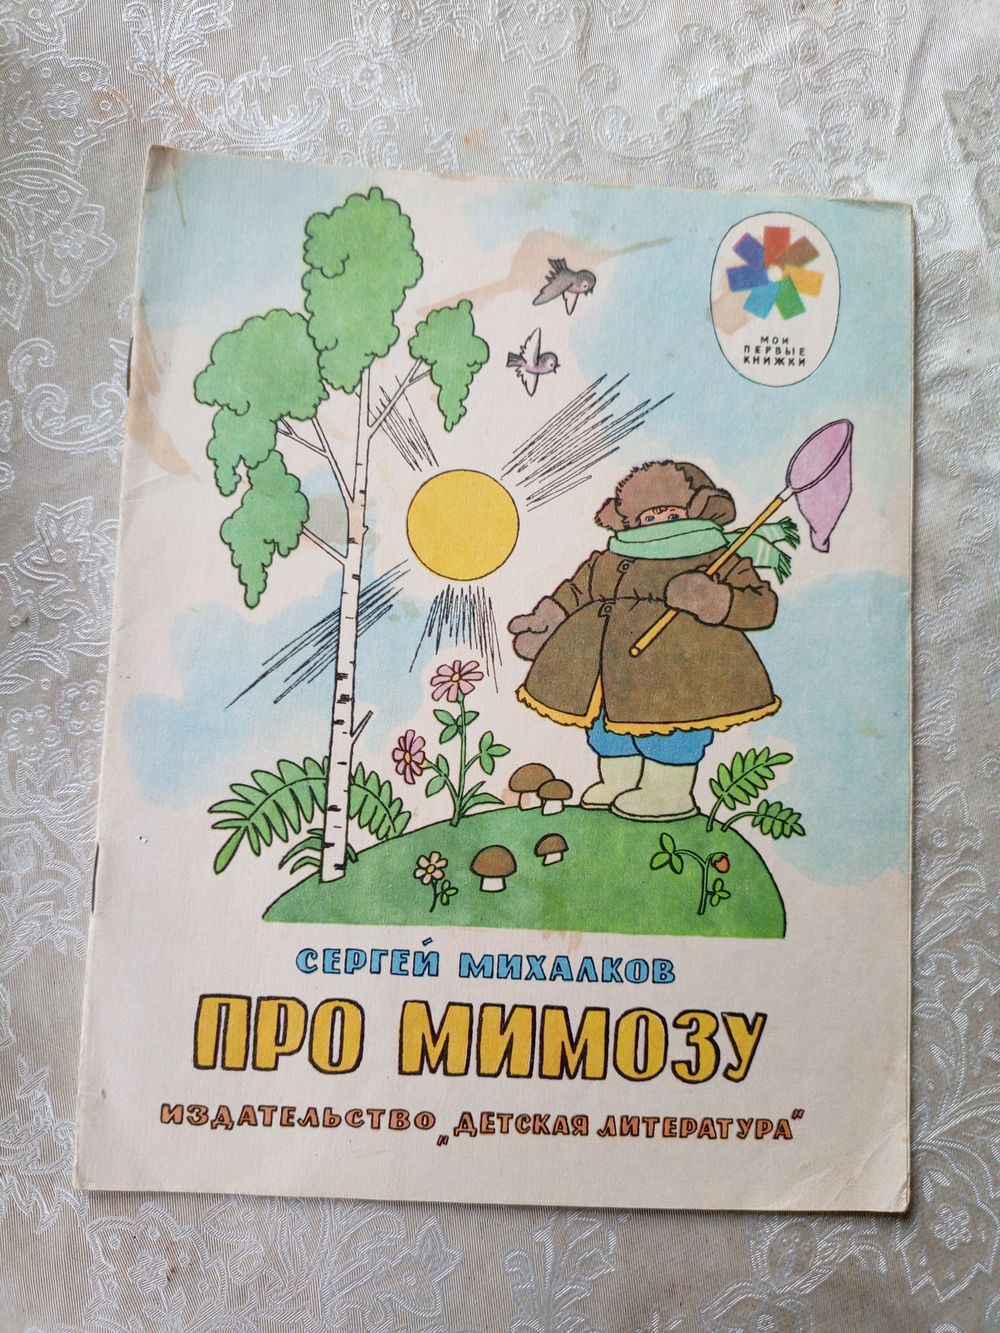 МОИ
ПЕРВЫЕ
КНИЖКИ
СЕРГЕЙ МИХАЛКОВ
ПРО МИМОЗУ
ИЗДАТЕЛЬСТВО „ДЕТСКАЯ ЛИТЕРАТУРА“